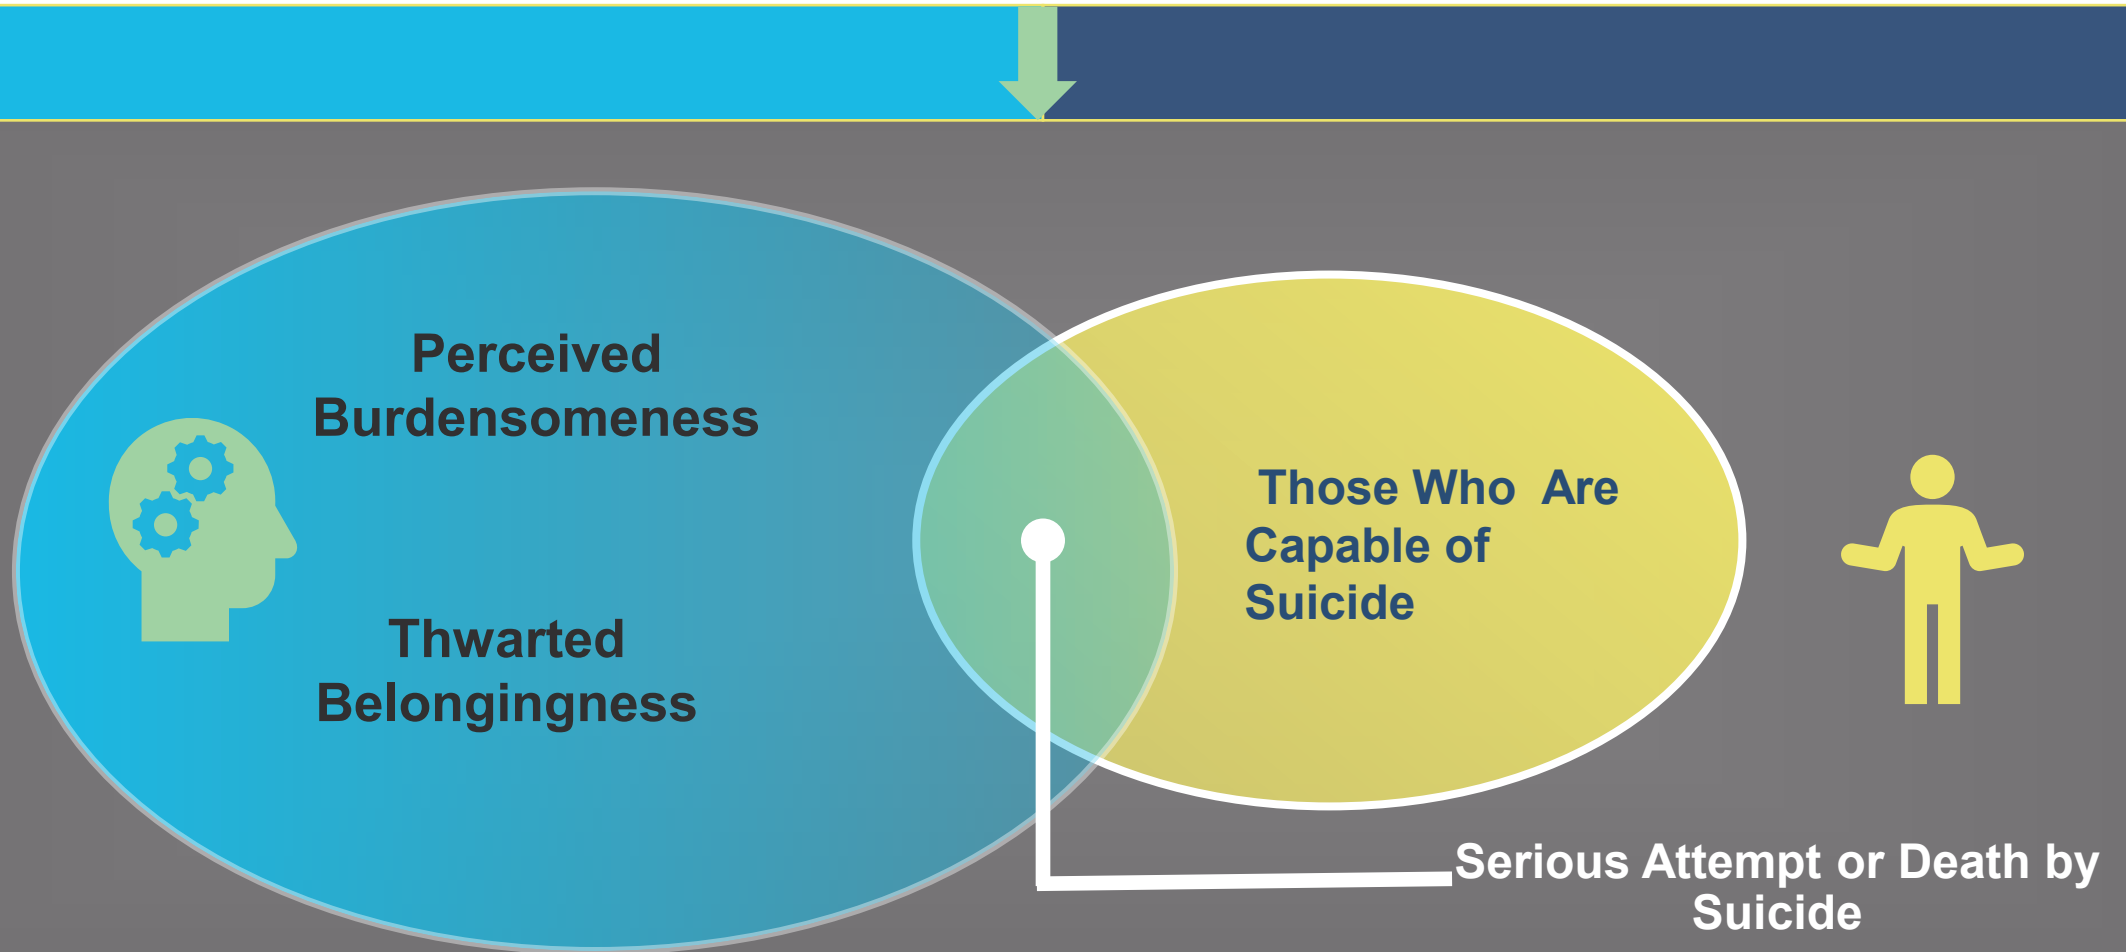 Perceived
Burdensomeness
Thwarted
Belongingness
Those Who Are
Capable of
Suicide
Serious Attempt or Death by
Suicide